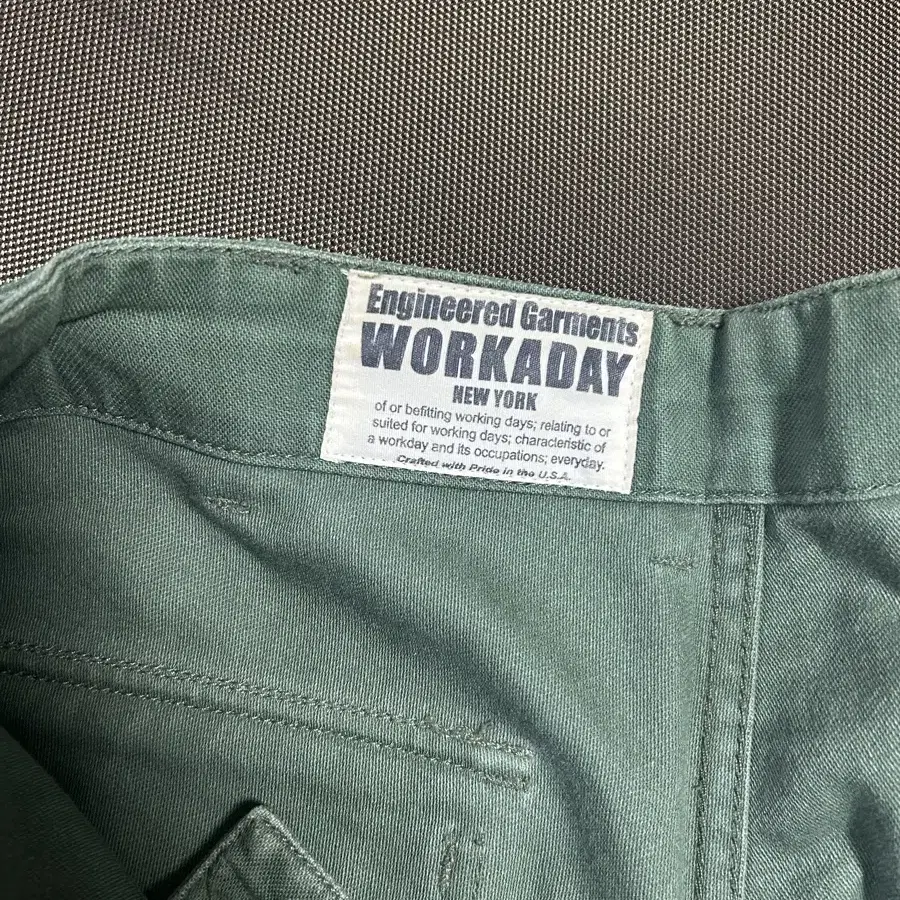 Engineered Garments
WORKADAY
NEW YORK
of or befitting working days; relating to or
suited for working days; characteristic of
a workday and its occupations; everyday.
Crafted with Pride in the U.S.A.